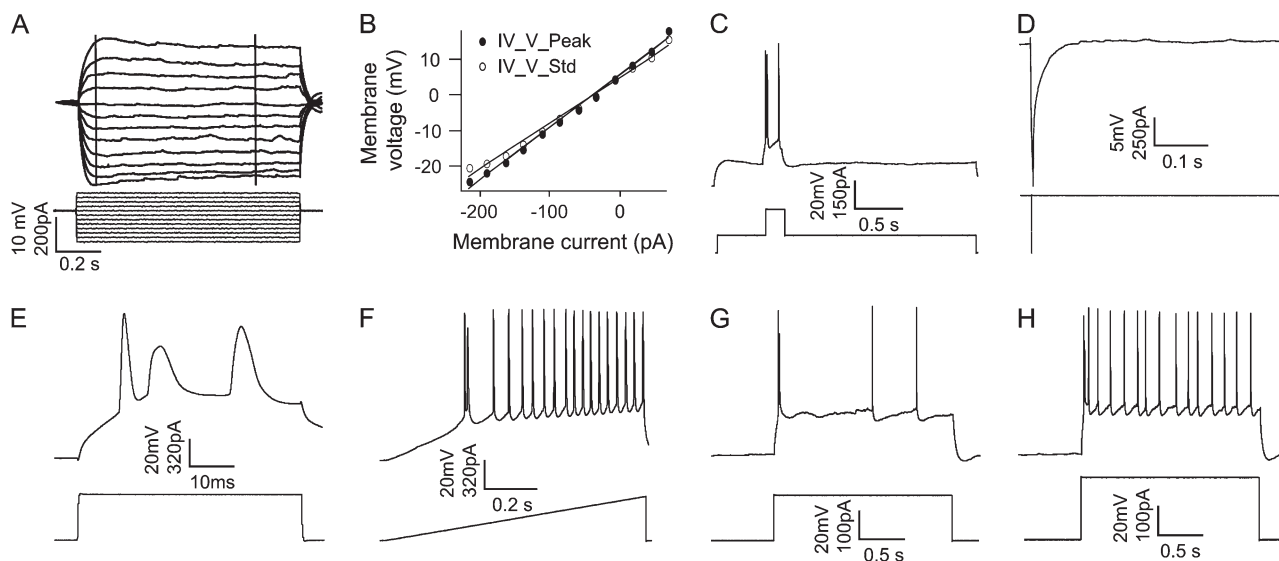 A
10 mV
200pA
0.2 s
B
IV_V_Peak
IV_V_Std
Membrane
voltage (mV)
10
0
-10
-20
-200
-100
0
Membrane current (pA)
C
20mV
150pA
0.5 s
D
5mV
250pA
0.1 s
E
20mV
320pA
10ms
F
20mV
320pA
0.2 s
G
20mV
100pA
0.5 s
H
20mV
100pA
0.5 s